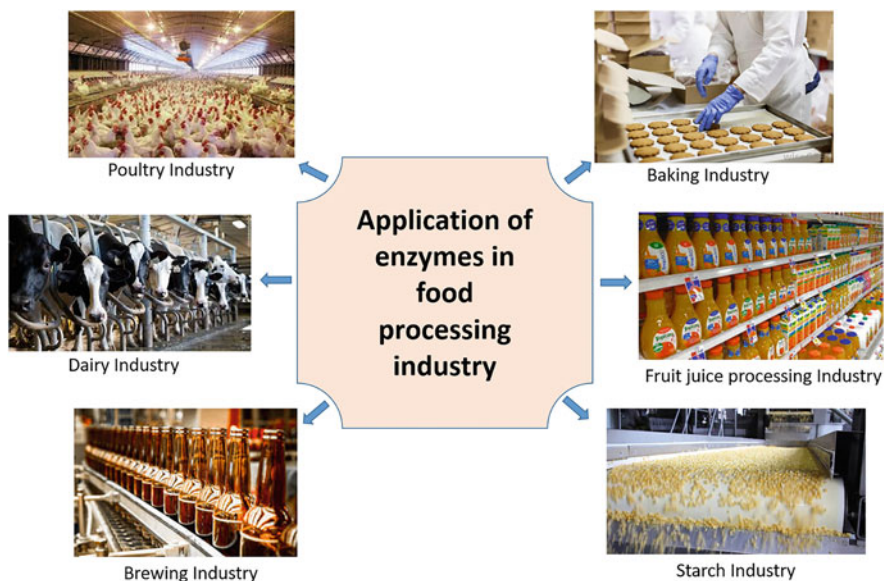 Application of
enzymes in
food
processing
industry
Poultry Industry
Baking Industry
Dairy Industry
Fruit juice processing Industry
Brewing Industry
Starch Industry